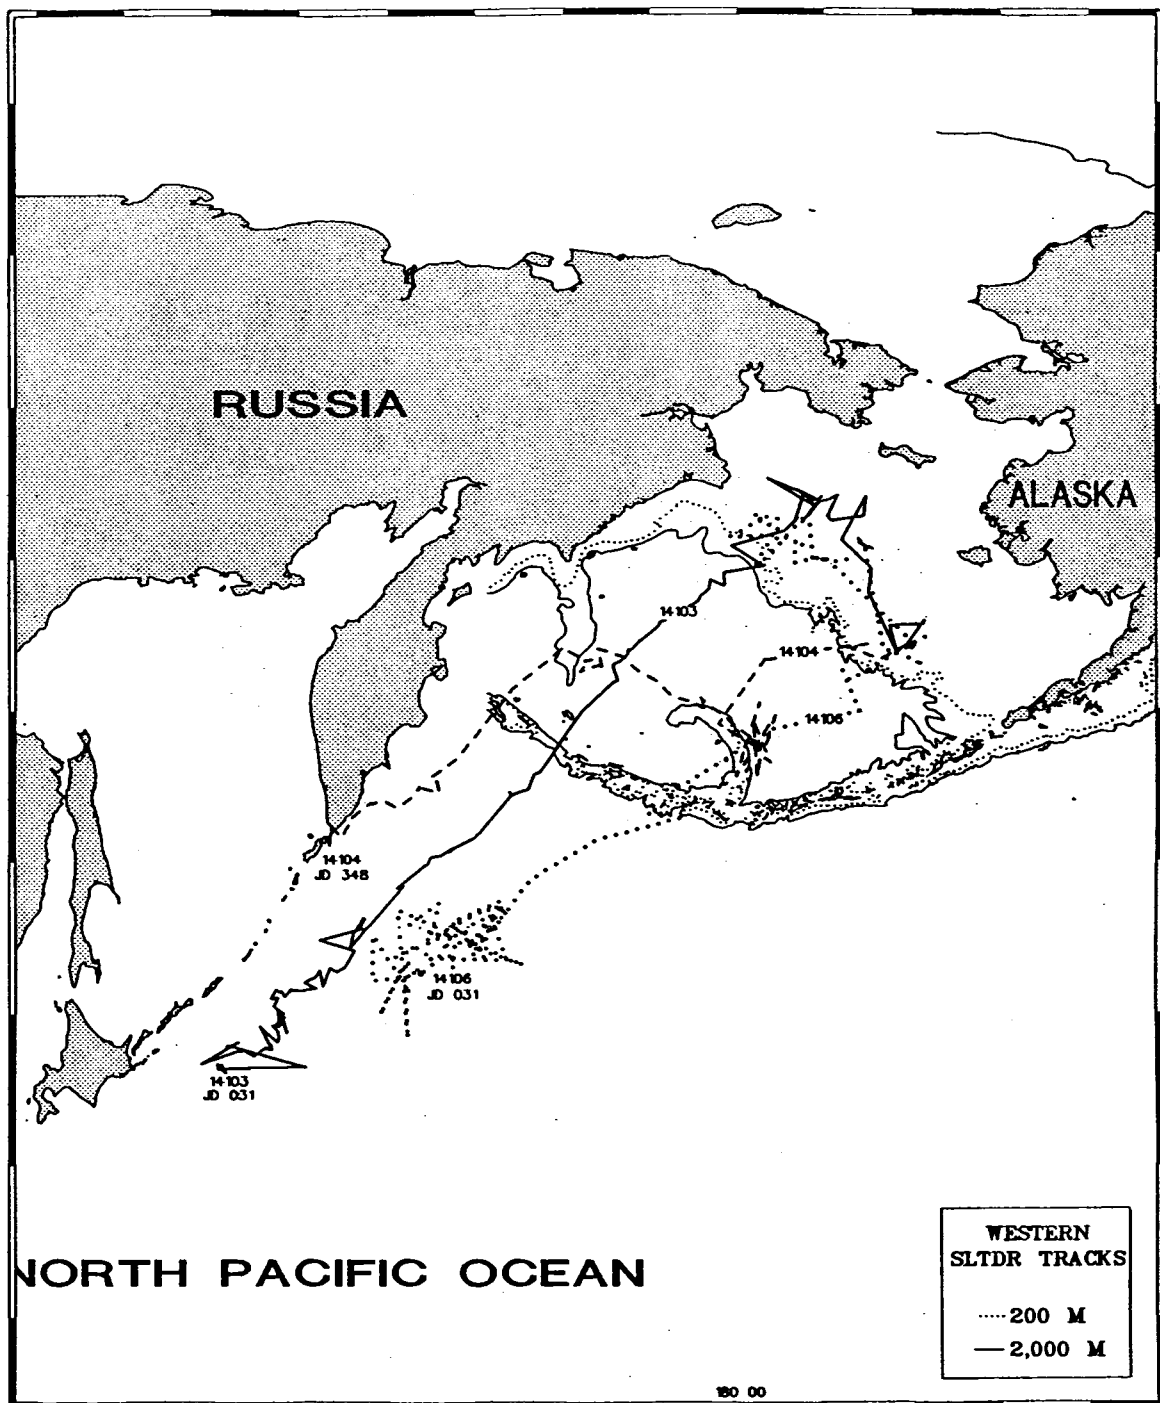 RUSSIA
ALASKA
14103
14104
14106
14104
JD 348
14106
JD 031
14103
JD 031
NORTH PACIFIC OCEAN
WESTERN
SLTDR TRACKS
200 M
2,000 M
180 00